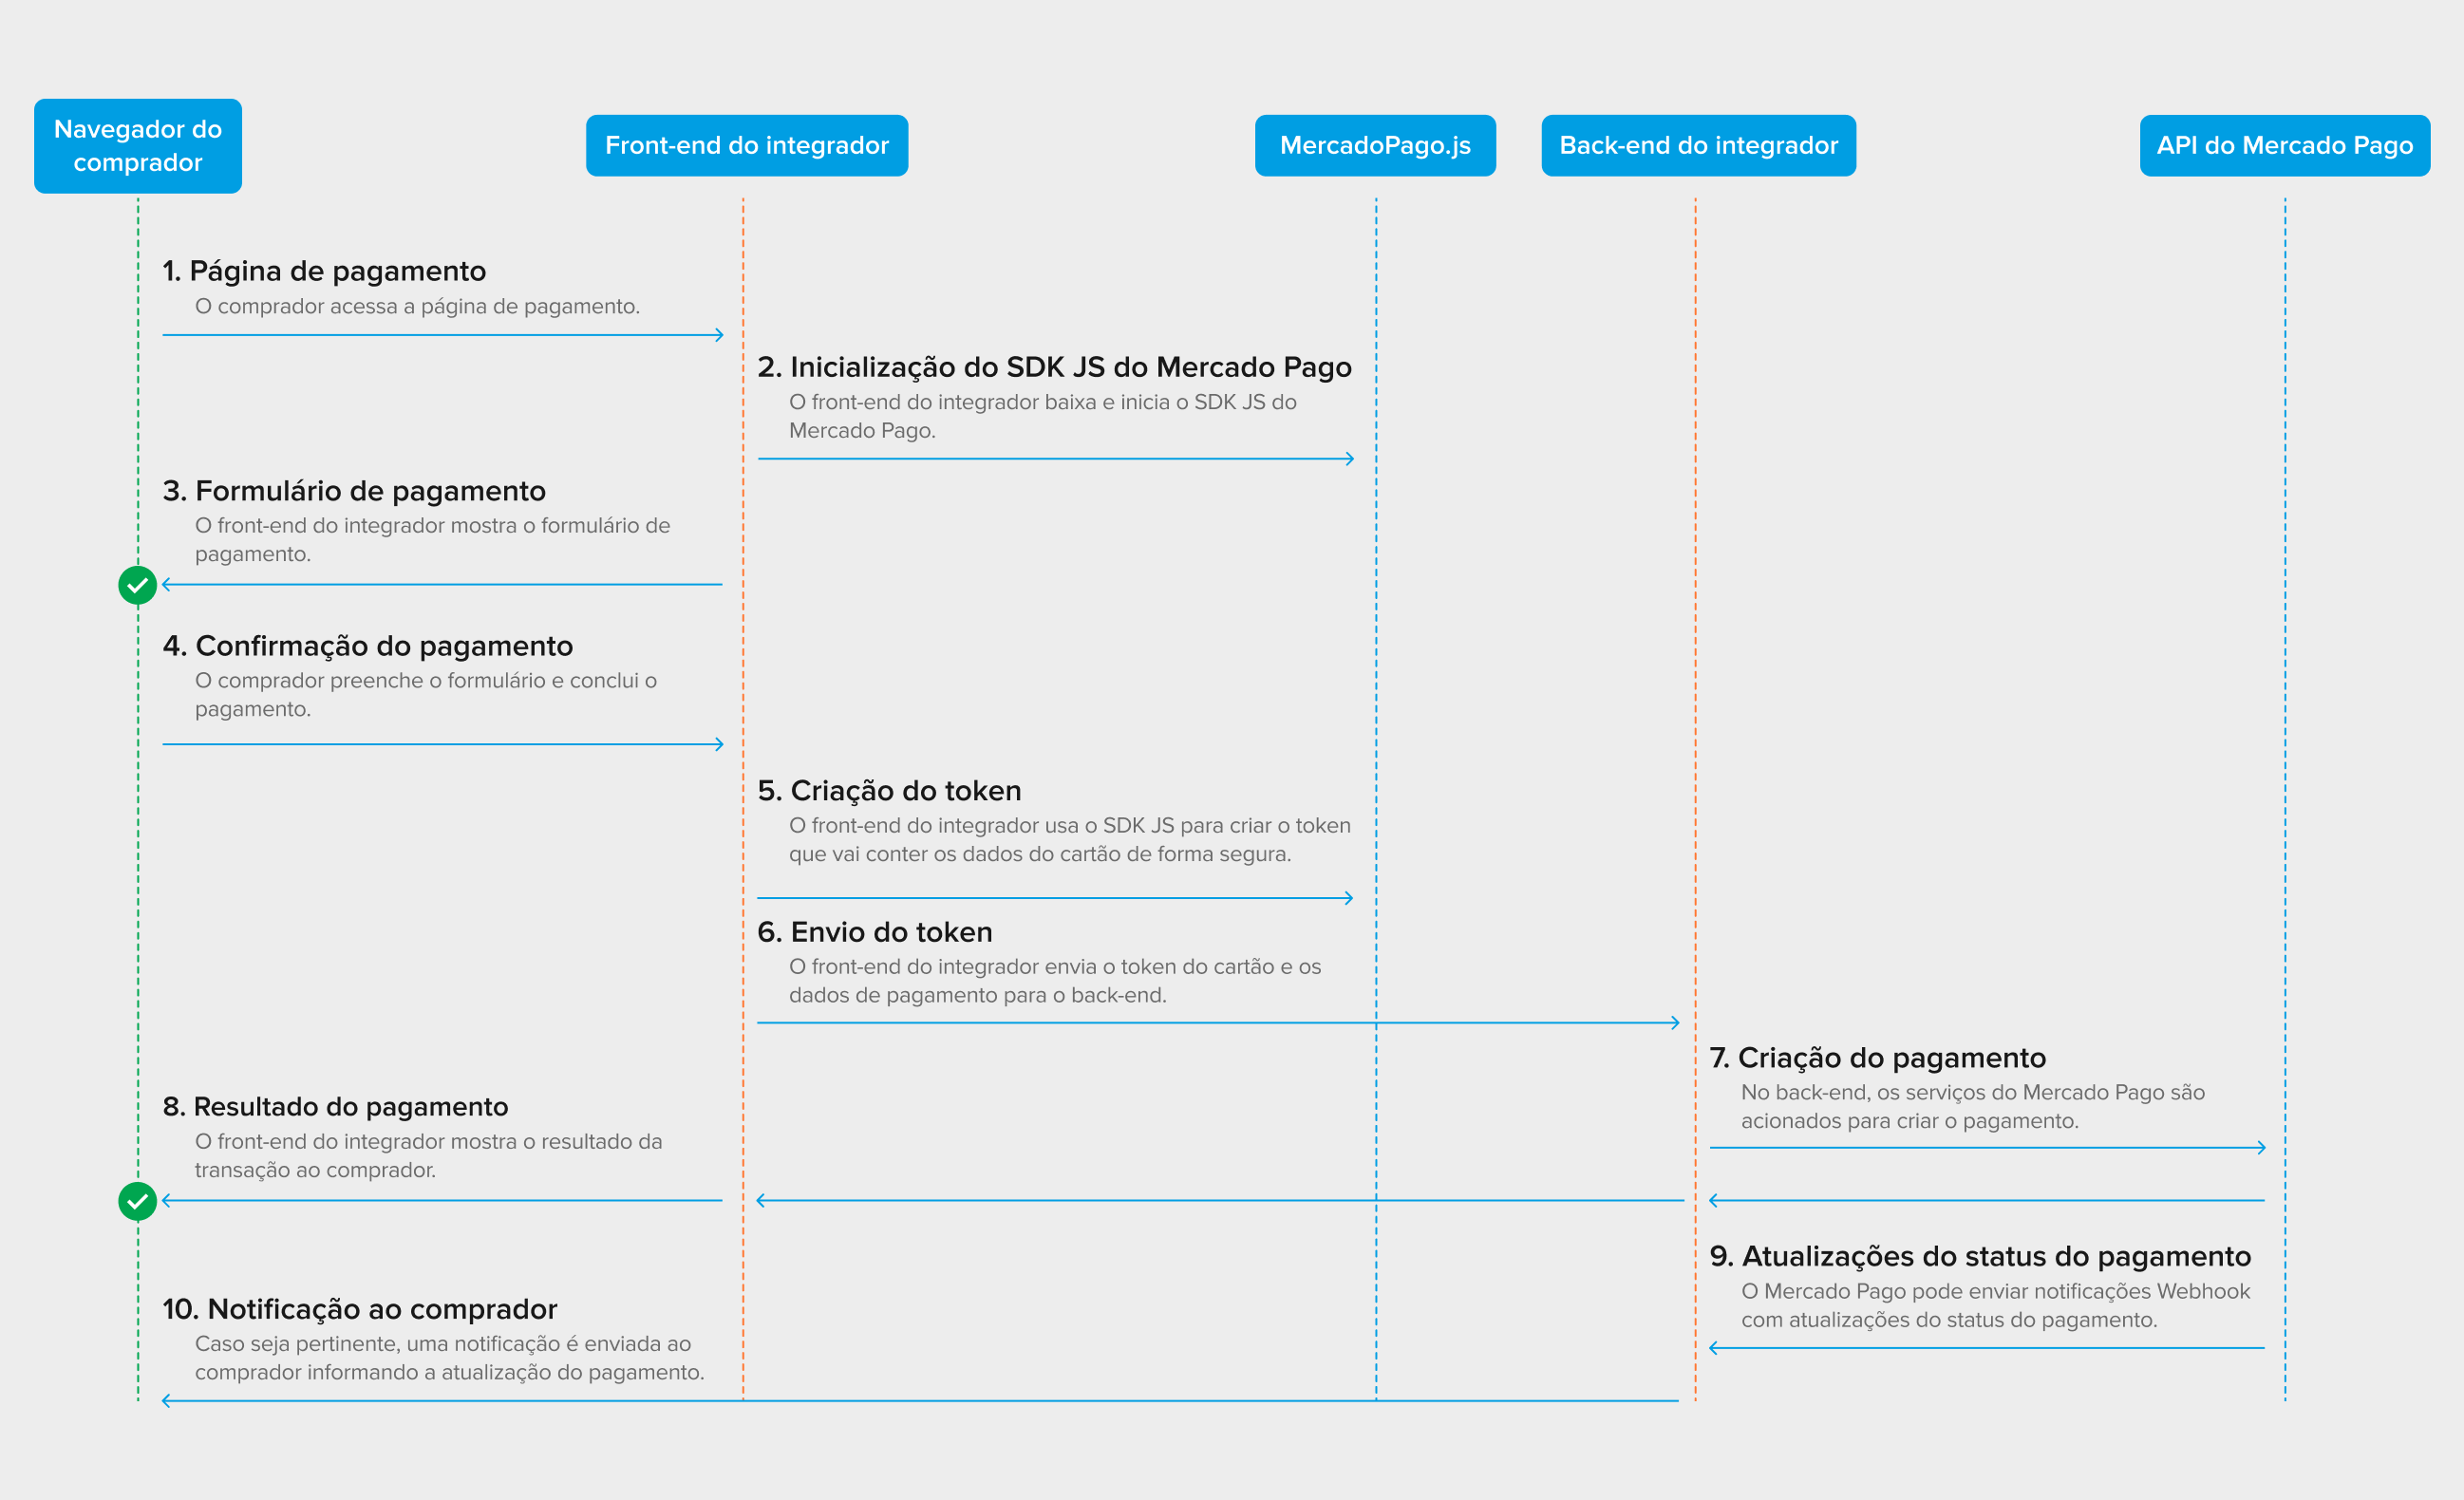 Navegador do
comprador
Front-end do integrador
MercadoPago.js
Back-end do integrador
API do Mercado Pago
1. Página de pagamento
O comprador acessa a página de pagamento.
2. Inicialização do SDK JS do Mercado Pago
O front-end do integrador baixa e inicia o SDK JS do
Mercado Pago.
3. Formulário de pagamento
O front-end do integrador mostra o formulário de
pagamento.
4. Confirmação do pagamento
O comprador preenche o formulário e conclui o
pagamento.
5. Criação do token
O front-end do integrador usa o SDK JS para criar o token
que vai conter os dados do cartão de forma segura.
6. Envio do token
O front-end do integrador envia o token do cartão e os
dados de pagamento para o back-end.
7. Criação do pagamento
No back-end, os serviços do Mercado Pago são
acionados para criar o pagamento.
8. Resultado do pagamento
O front-end do integrador mostra o resultado da
transação ao comprador.
9. Atualizações do status do pagamento
O Mercado Pago pode enviar notificações Webhook
com atualizações do status do pagamento.
10. Notificação ao comprador
Caso seja pertinente, uma notificação é enviada ao
comprador informando a atualização do pagamento.